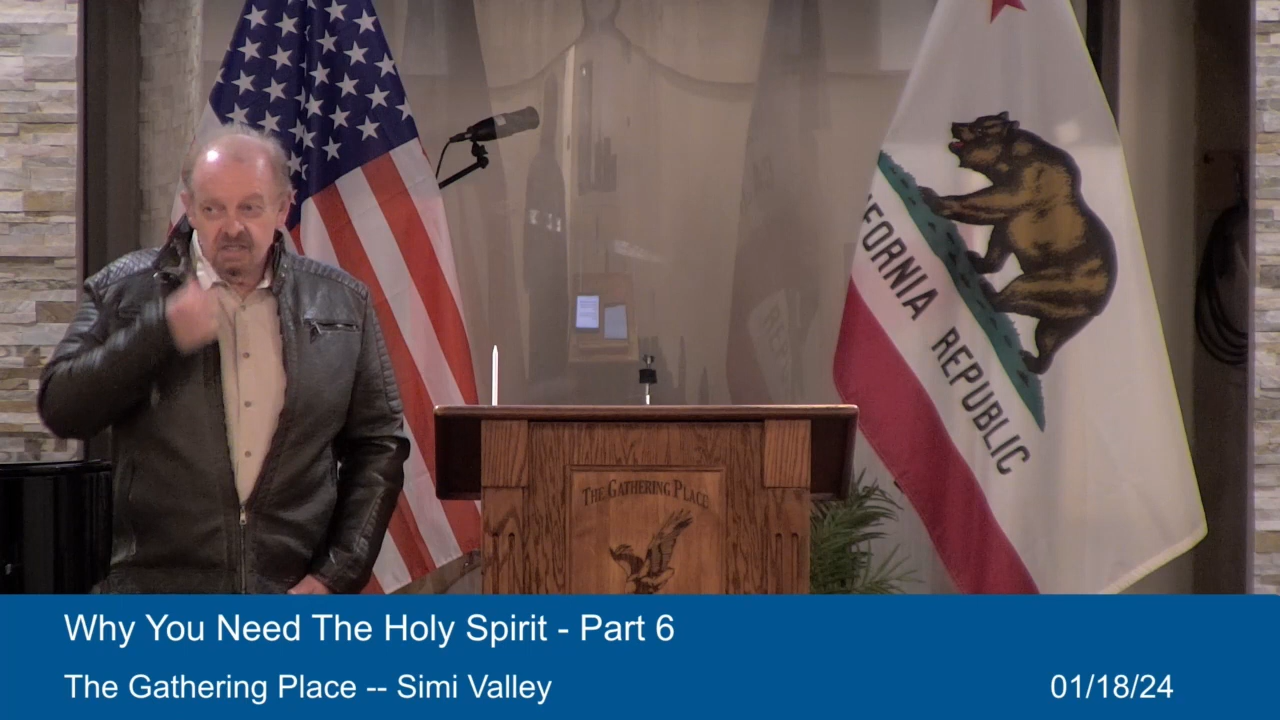 IFORNIA REPUBLIC
THE GATHERING PLACE
Why You Need The Holy Spirit - Part 6
The Gathering Place -- Simi Valley
01/18/24